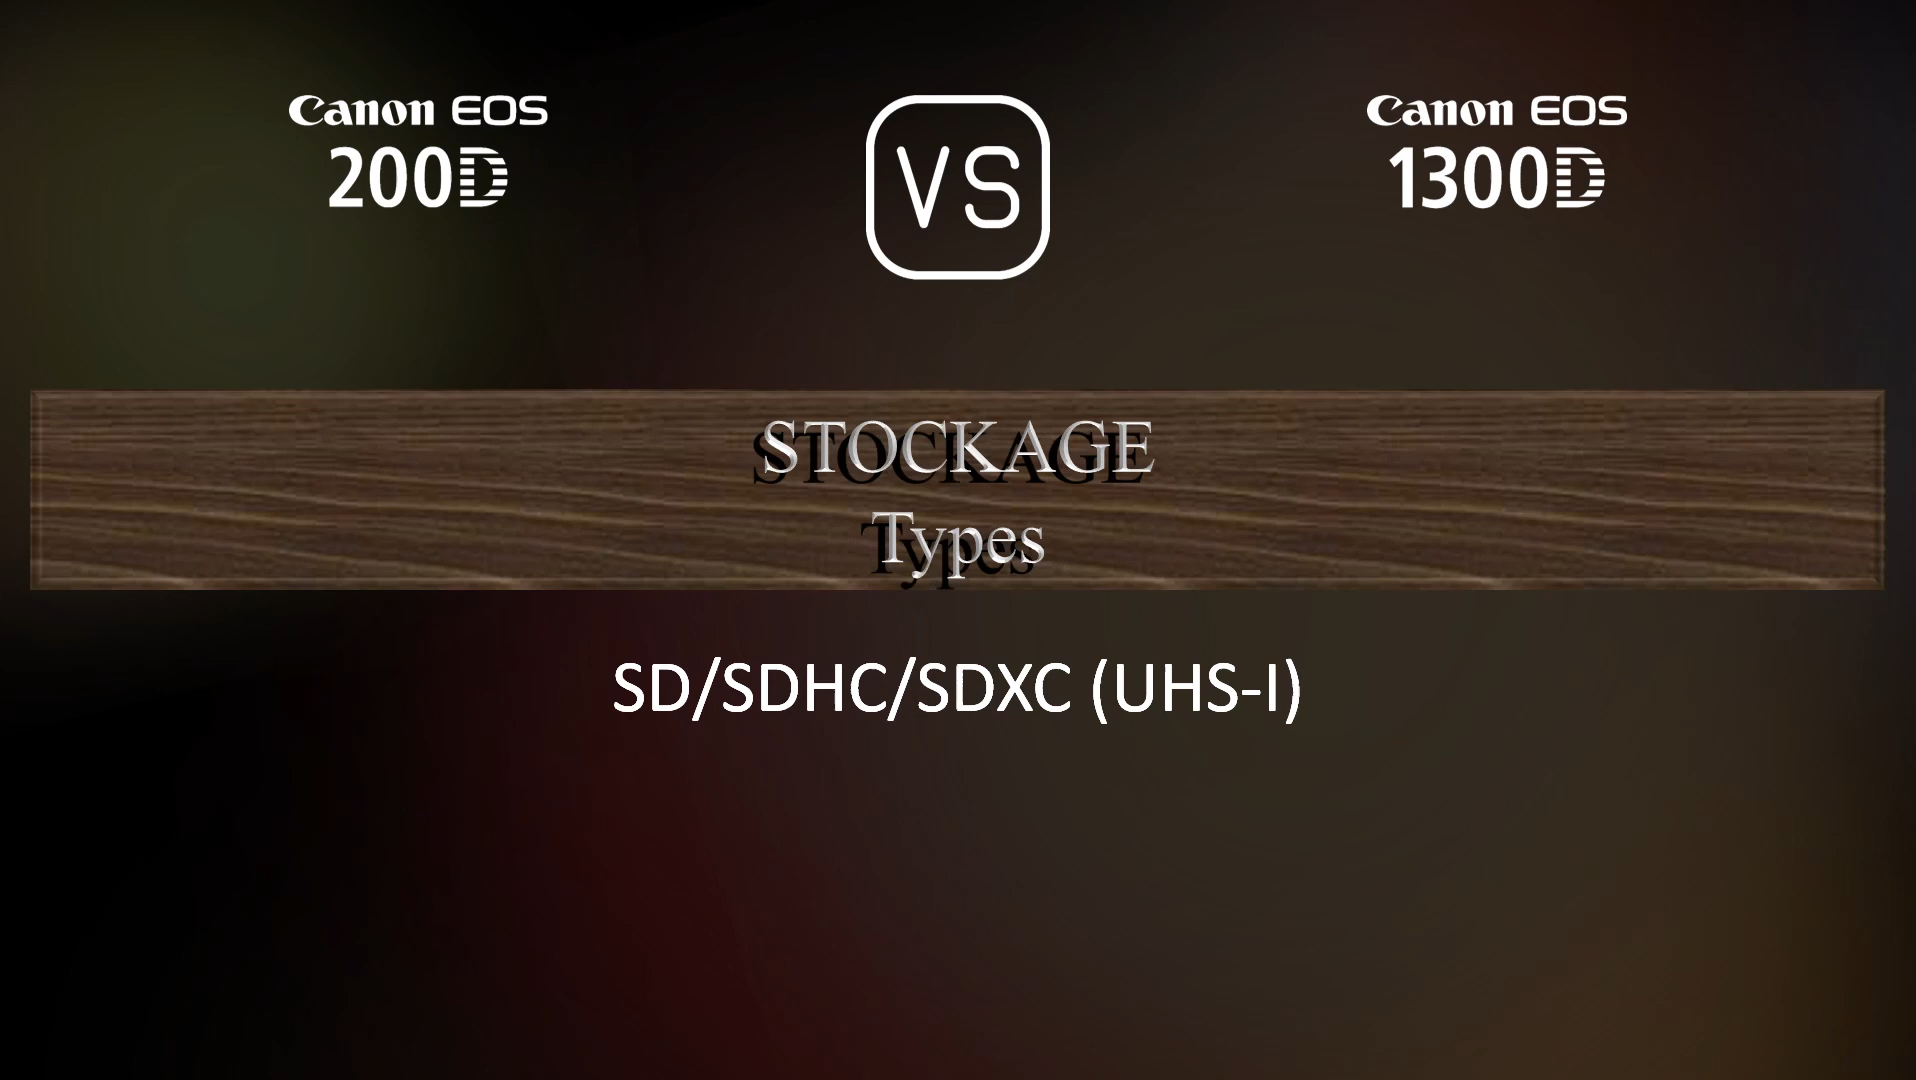 Canon EOS
200D
VS
Canon EOS
1300D
STOCKAGE
Types
SD/SDHC/SDXC (UHS-I)